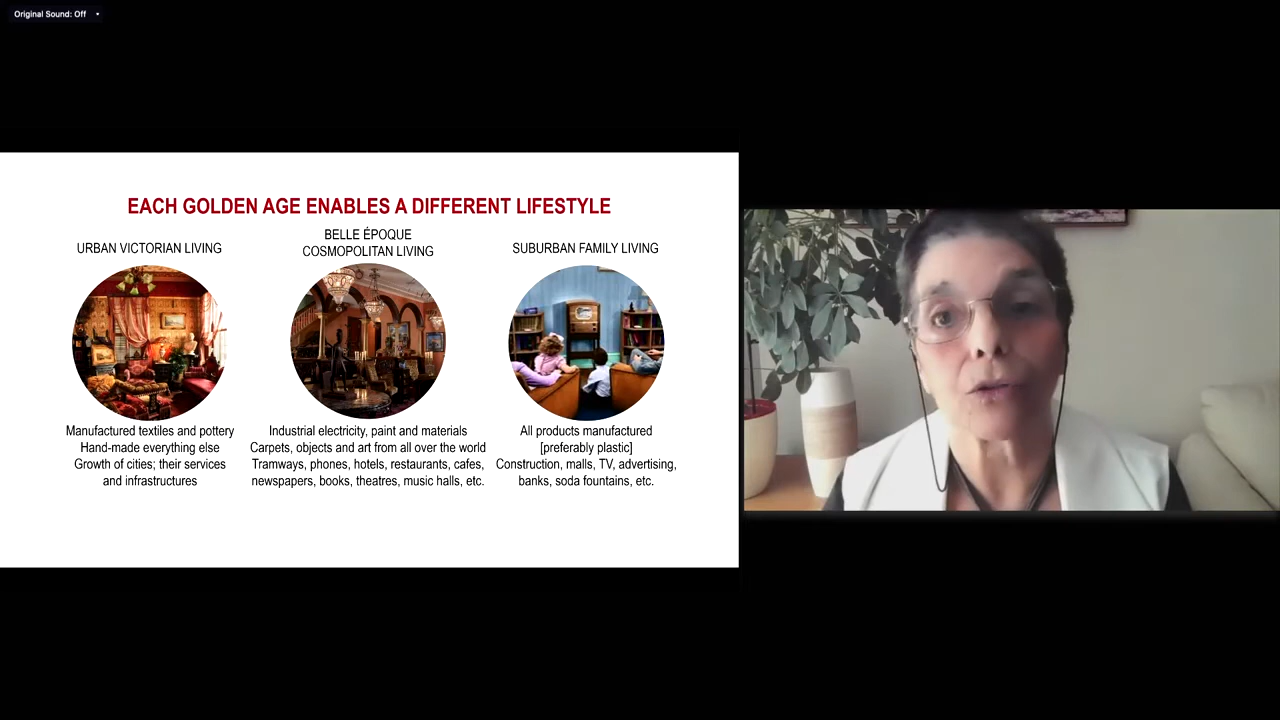 Original Sound: Off
EACH GOLDEN AGE ENABLES A DIFFERENT LIFESTYLE
URBAN VICTORIAN LIVING
BELLE ÉPOQUE
COSMOPOLITAN LIVING
SUBURBAN FAMILY LIVING
Manufactured textiles and pottery
Hand-made everything else
Growth of cities; their services
and infrastructures
Industrial electricity, paint and materials
Carpets, objects and art from all over the world
Tramways, phones, hotels, restaurants, cafes,
newspapers, books, theatres, music halls, etc.
All products manufactured
[preferably plastic]
Construction, malls, TV, advertising,
banks, soda fountains, etc.